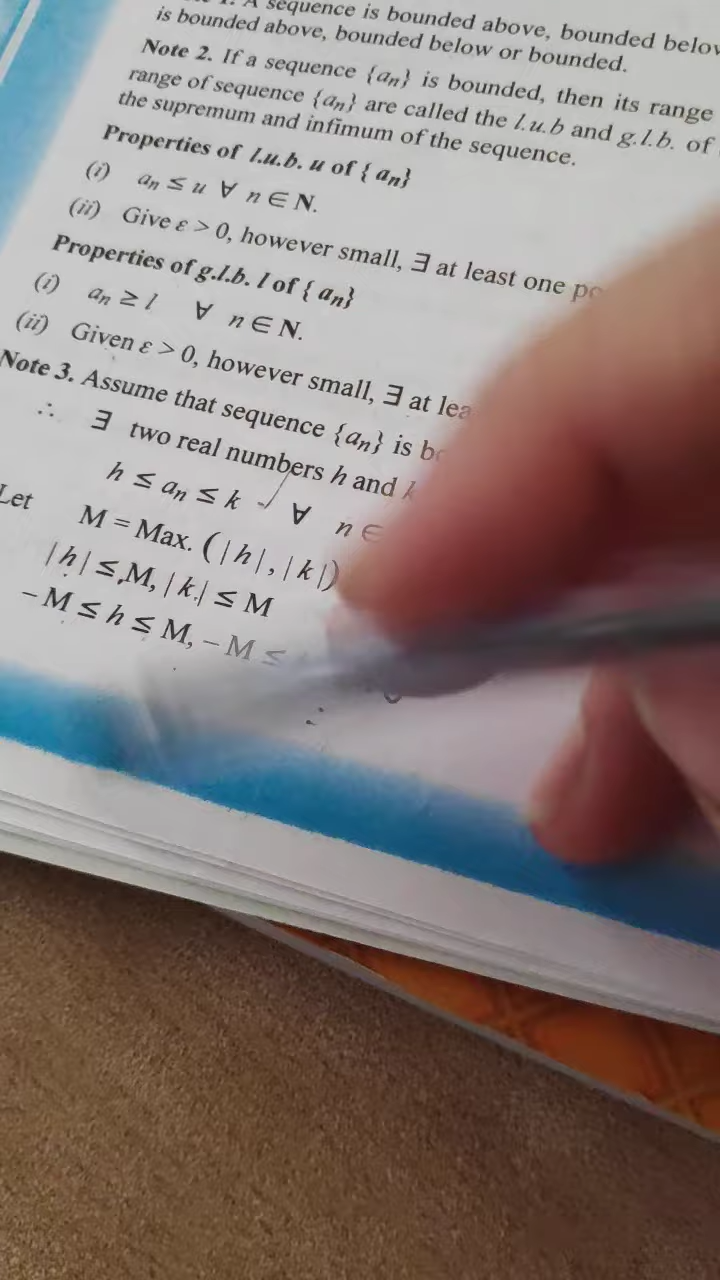 1. A sequence is bounded above, bounded below
is bounded above, bounded below or bounded.
Note 2. If a sequence {aₙ} is bounded, then its range
range of sequence {aₙ} are called the l.u.b and g.l.b. of
the supremum and infimum of the sequence.
Properties of l.u.b. u of {aₙ}
(i) aₙ ≤ u ∀ n ∈ N.
(ii) Give ε > 0, however small, ∃ at least one
Properties of g.l.b. l of {aₙ}
(i) aₙ ≥ l ∀ n ∈ N.
(ii) Given ε > 0, however small, ∃ at
Note 3. Assume that sequence {aₙ} is
∴ ∃ two real numbers h and
h ≤ aₙ ≤ k ∀ n ∈
Let M = Max. (|h|, |k|)
|h| ≤ M, |k| ≤ M
−M ≤ h ≤ M, −M ≤
∴